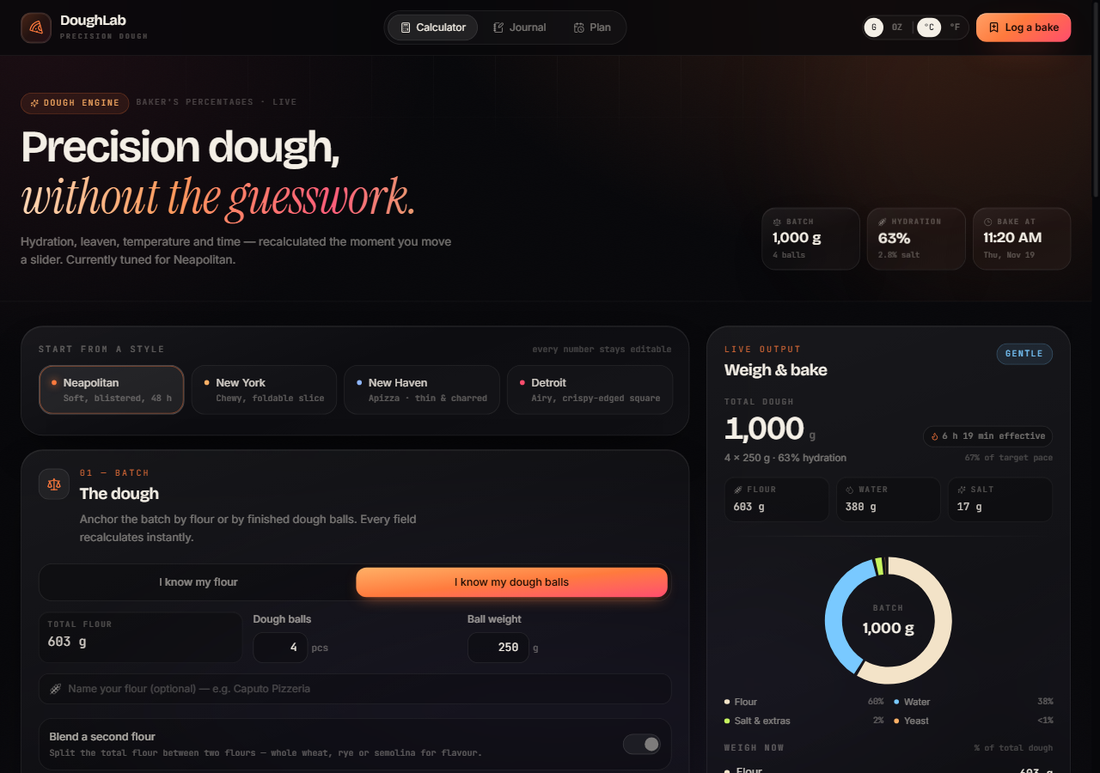 DoughLab
PRECISION DOUGH
Calculator
Journal
Plan
G
OZ
°C
°F
Log a bake
DOUGH ENGINE
BAKER'S PERCENTAGES · LIVE
Precision dough,
without the guesswork.
Hydration, leaven, temperature and time — recalculated the moment you move
a slider. Currently tuned for Neapolitan.
BATCH
1,000 g
4 balls
HYDRATION
63%
2.8% salt
BAKE AT
11:20 AM
Thu, Nov 19
START FROM A STYLE
every number stays editable
Neapolitan
Soft, blistered, 48 h
New York
Chewy, foldable slice
New Haven
Apizza · thin & charred
Detroit
Airy, crispy-edged square
01 — BATCH
The dough
Anchor the batch by flour or by finished dough balls. Every field
recalculates instantly.
I know my flour
I know my dough balls
TOTAL FLOUR
603 g
Dough balls
4 pcs
Ball weight
250 g
Name your flour (optional) — e.g. Caputo Pizzeria
Blend a second flour
Split the total flour between two flours — whole wheat, rye or semolina for flavour.
LIVE OUTPUT
Weigh & bake
GENTLE
TOTAL DOUGH
1,000 g
6 h 19 min effective
4 × 250 g · 63% hydration
67% of target pace
FLOUR
603 g
WATER
380 g
SALT
17 g
BATCH
1,000 g
Flour 60%
Water 38%
Salt & extras 2%
Yeast <1%
WEIGH NOW
% of total dough
Flour
603 g